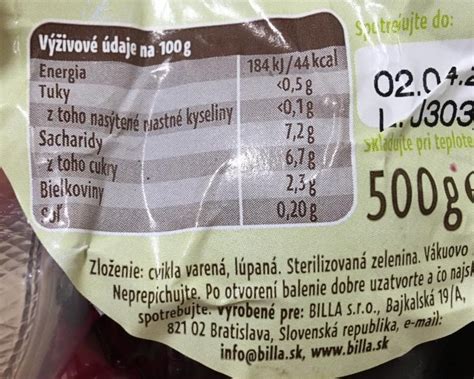 Výživové údaje na 100 g
Energia 184 kJ/44 kcal
Tuky <0,5 g
z toho nasýtené mastné kyseliny <0,1 g
Sacharidy 7,2 g
z toho cukry 6,7 g
Bielkoviny 2,3 g
Soľ 0,20 g
Spotrebujte do:
02.04.2
Skladujte pri teplote
500g
Zloženie: cvikla varená, lúpaná. Sterilizovaná zelenina. Vákuovo
Neprepichujte. Po otvorení balenie dobre uzatvorte a čo najs
spotrebujte. Vyrobené pre: BILLA s.r.o., Bajkalská 19/A,
821 02 Bratislava, Slovenská republika, e-mail:
info@billa.sk, www.billa.sk